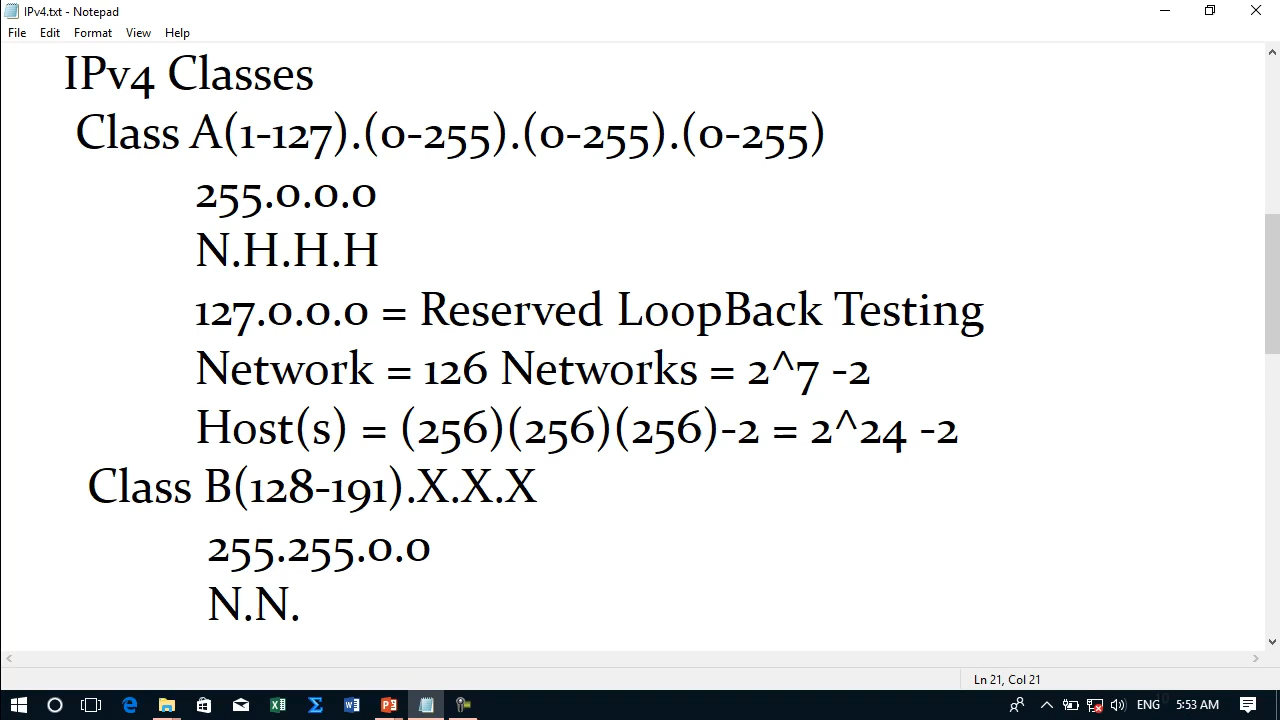 IPv4.txt - Notepad
File Edit Format View Help
IPv4 Classes
Class A(1-127).(0-255).(0-255).(0-255)
255.0.0.0
N.H.H.H
127.0.0.0 = Reserved LoopBack Testing
Network = 126 Networks = 2^7 -2
Host(s) = (256)(256)(256)-2 = 2^24 -2
Class B(128-191).X.X.X
255.255.0.0
N.N.
Ln 21, Col 21
ENG 5:53 AM